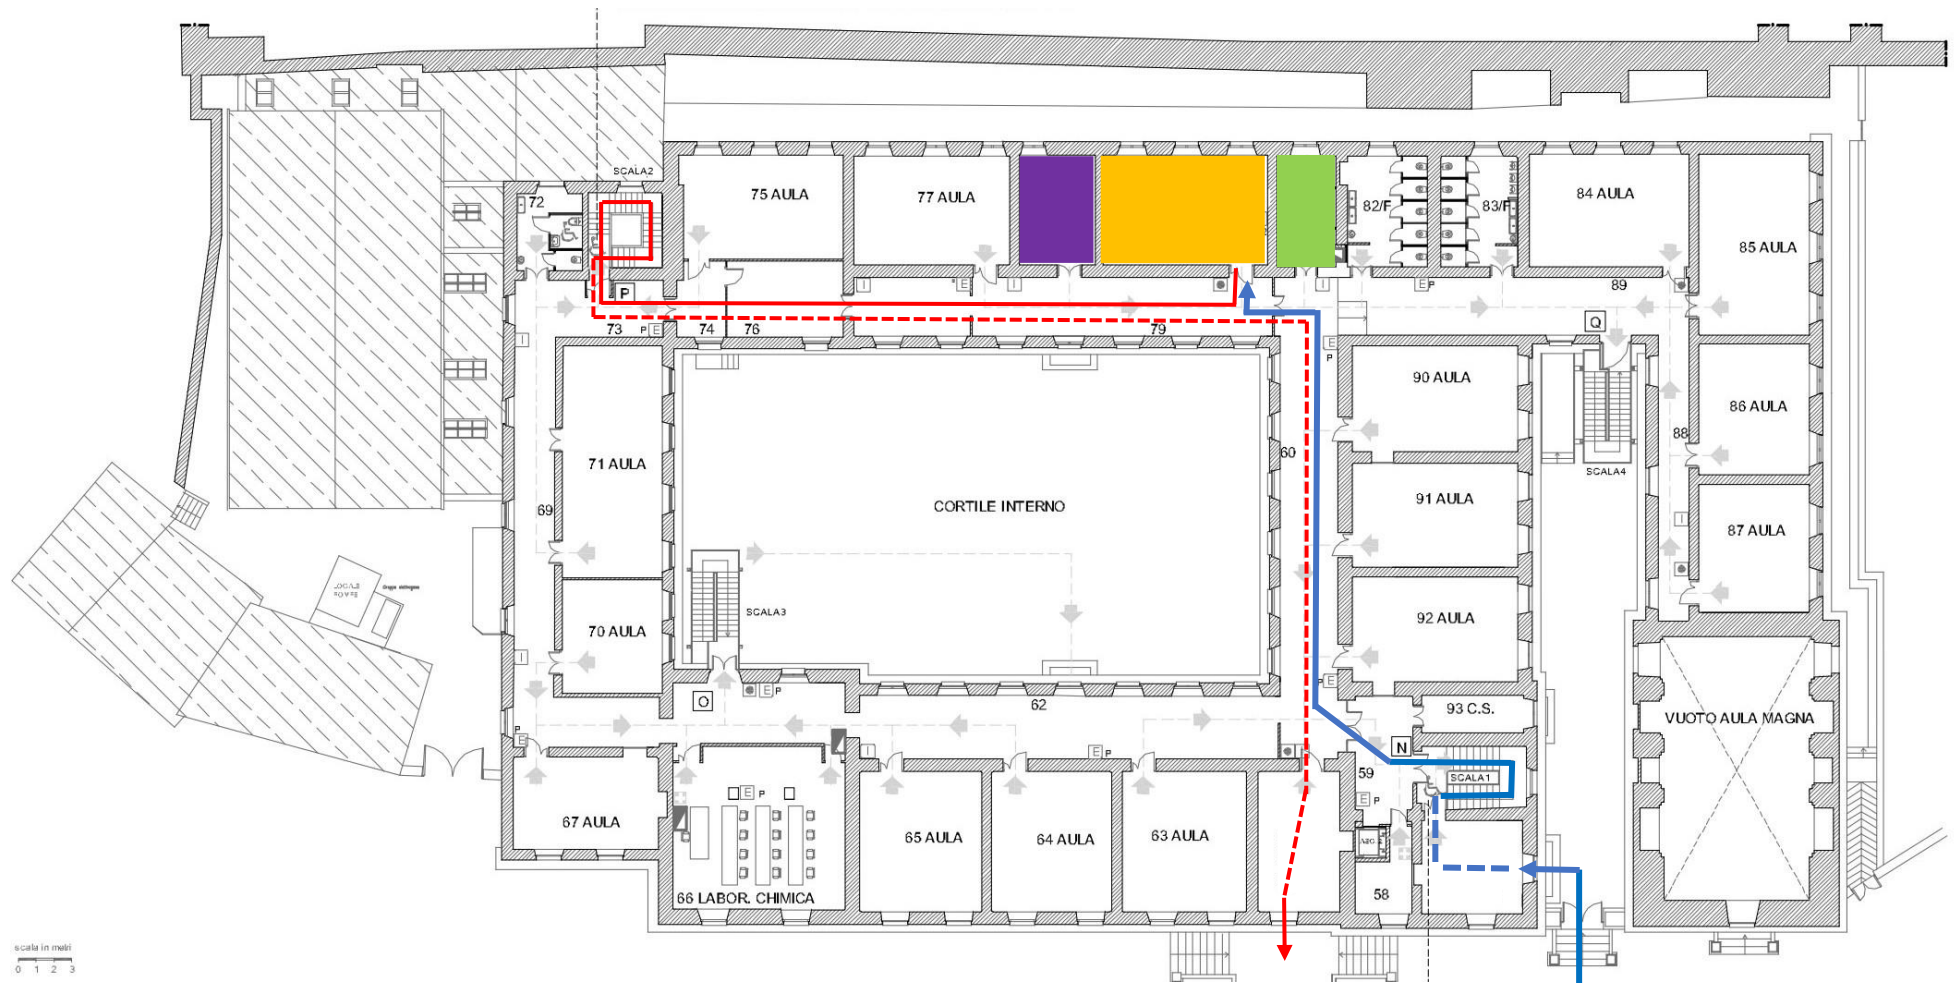 SCALA2
72
75 AULA
77 AULA
82/F
83/F
84 AULA
85 AULA
P
I
E
I
I
E P
89
73
P E
74
76
79
Q
I
E
P
90 AULA
86 AULA
71 AULA
60
88
SCALA4
91 AULA
69
CORTILE INTERNO
I
87 AULA
SCALA3
70 AULA
92 AULA
I
E P
O
62
E P
93 C.S.
VUOTO AULA MAGNA
P
E
I
E P
N
59
SCALA1
E P
E P
67 AULA
65 AULA
64 AULA
63 AULA
66 LABOR. CHIMICA
58
scala in metri
0 1 2 3